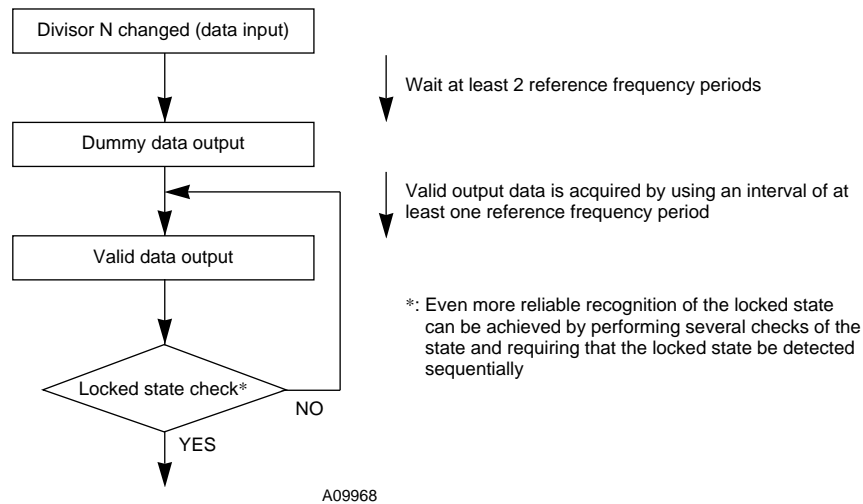 Divisor N changed (data input)
Wait at least 2 reference frequency periods
Dummy data output
Valid output data is acquired by using an interval of at
least one reference frequency period
Valid data output
*: Even more reliable recognition of the locked state
can be achieved by performing several checks of the
state and requiring that the locked state be detected
sequentially
Locked state check*
NO
YES
A09968